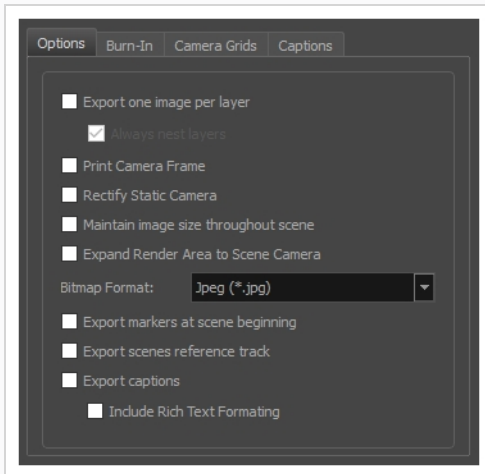 Options Burn-In Camera Grids Captions
Export one image per layer
Always nest layers
Print Camera Frame
Rectify Static Camera
Maintain image size throughout scene
Expand Render Area to Scene Camera
Bitmap Format: Jpeg (*.jpg)
Export markers at scene beginning
Export scenes reference track
Export captions
Include Rich Text Formating